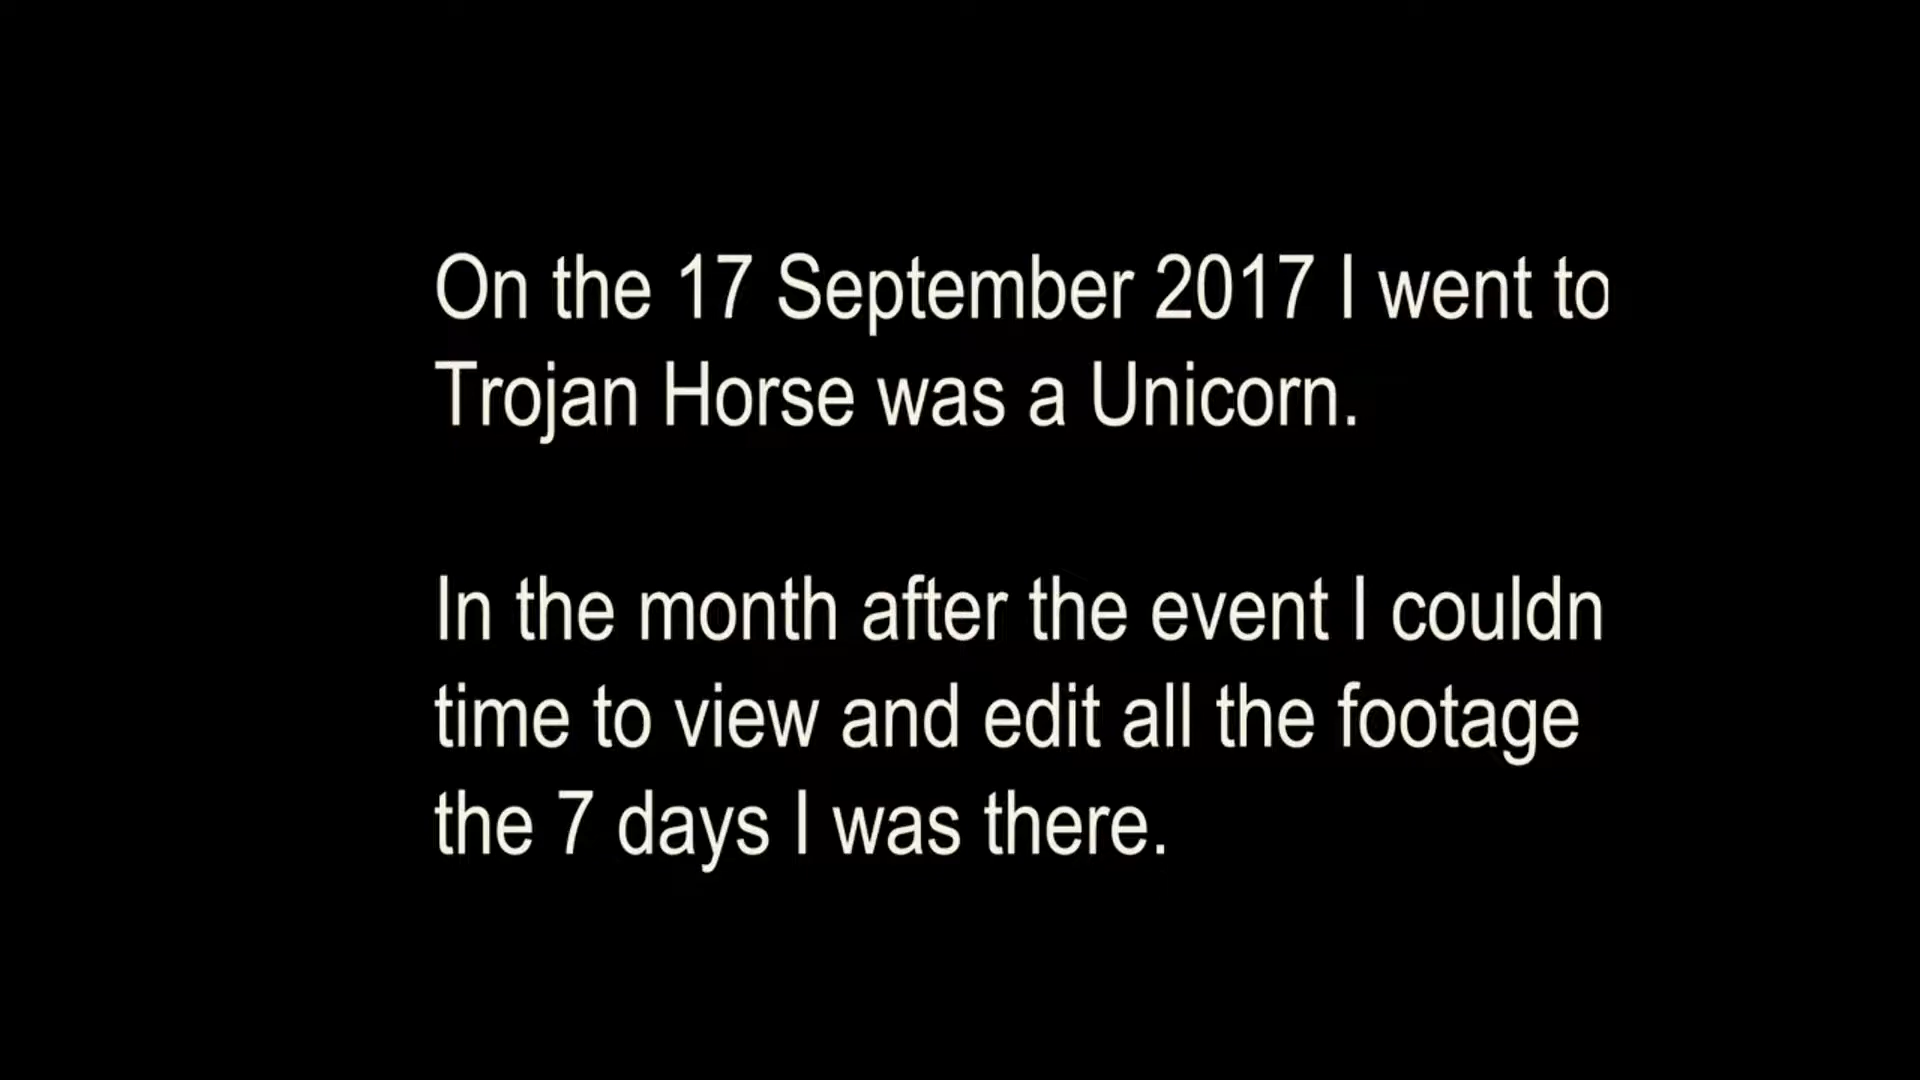 On the 17 September 2017 I went to
Trojan Horse was a Unicorn.
In the month after the event I couldn
time to view and edit all the footage
the 7 days I was there.